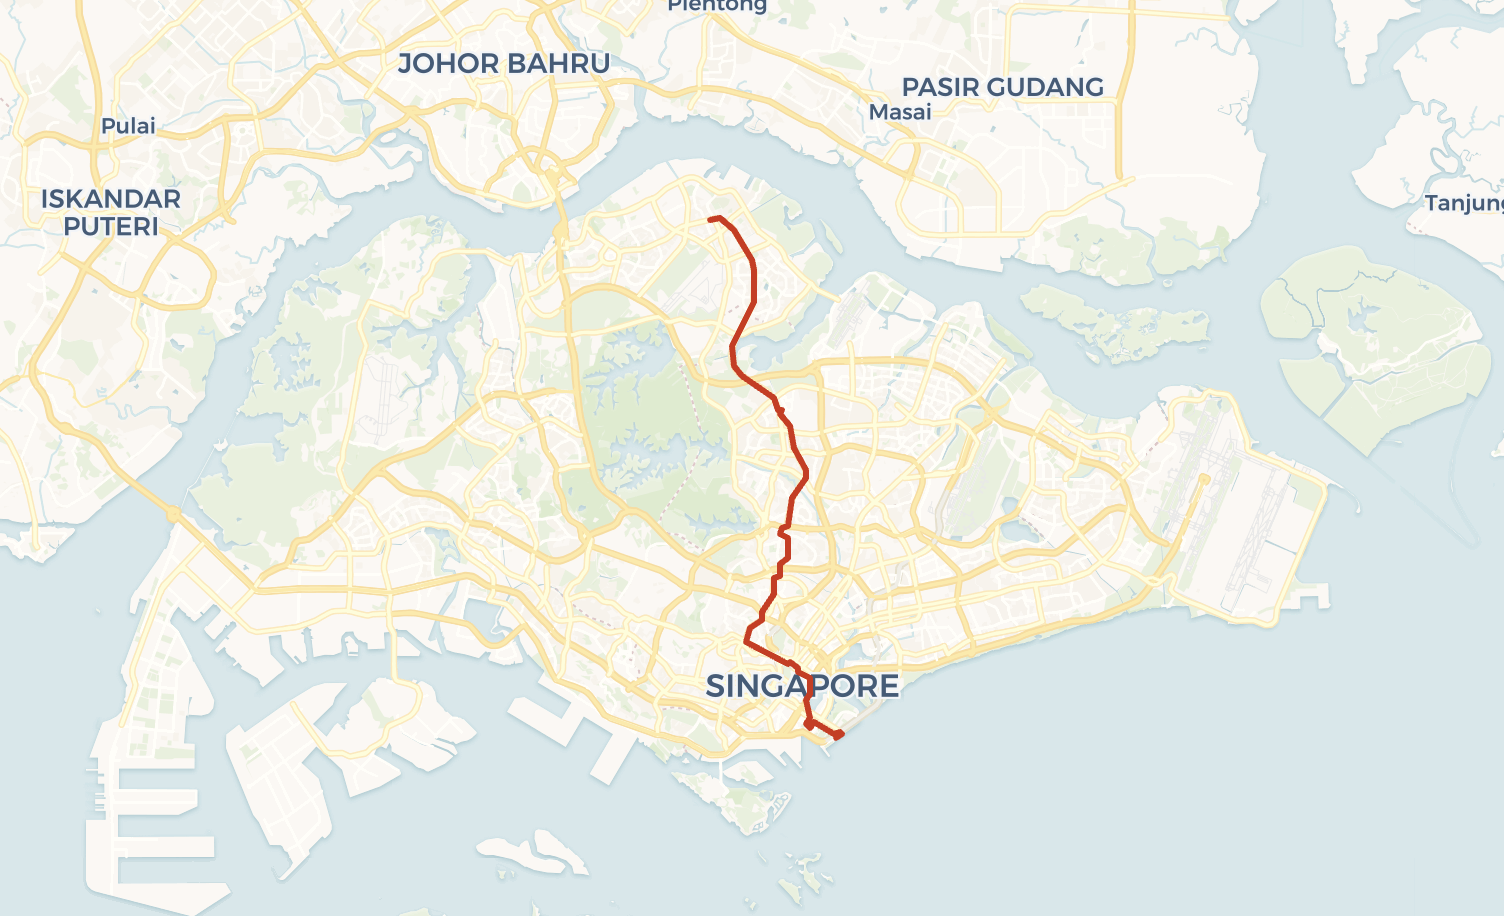 Plentong
JOHOR BAHRU
PASIR GUDANG
Masai
Pulai
ISKANDAR
PUTERI
Tanjung
SINGAPORE